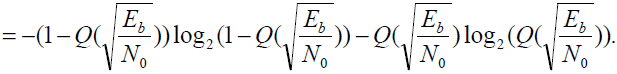 = −(1 − Q(√(E_b/N_0))) log_2(1 − Q(√(E_b/N_0))) − Q(√(E_b/N_0)) log_2(Q(√(E_b/N_0))).